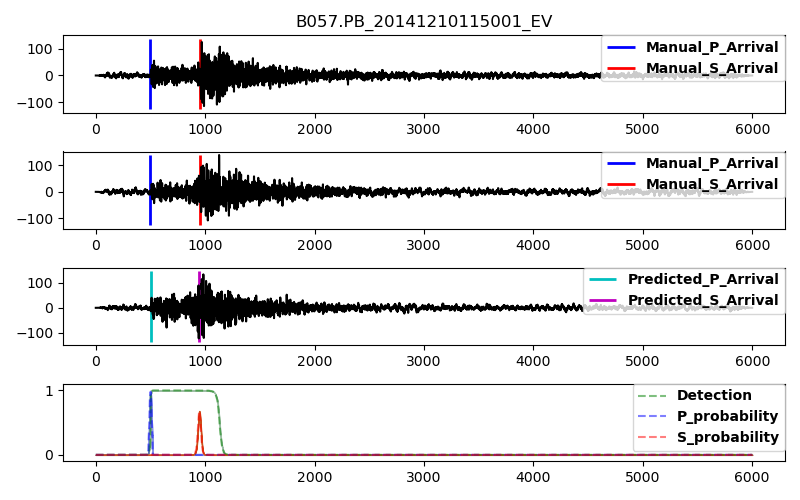 B057.PB_20141210115001_EV
100
0
−100
Manual_P_Arrival
Manual_S_Arrival
0 1000 2000 3000 4000 5000 6000
100
0
−100
Manual_P_Arrival
Manual_S_Arrival
0 1000 2000 3000 4000 5000 6000
100
0
−100
Predicted_P_Arrival
Predicted_S_Arrival
0 1000 2000 3000 4000 5000 6000
1
0
Detection
P_probability
S_probability
0 1000 2000 3000 4000 5000 6000